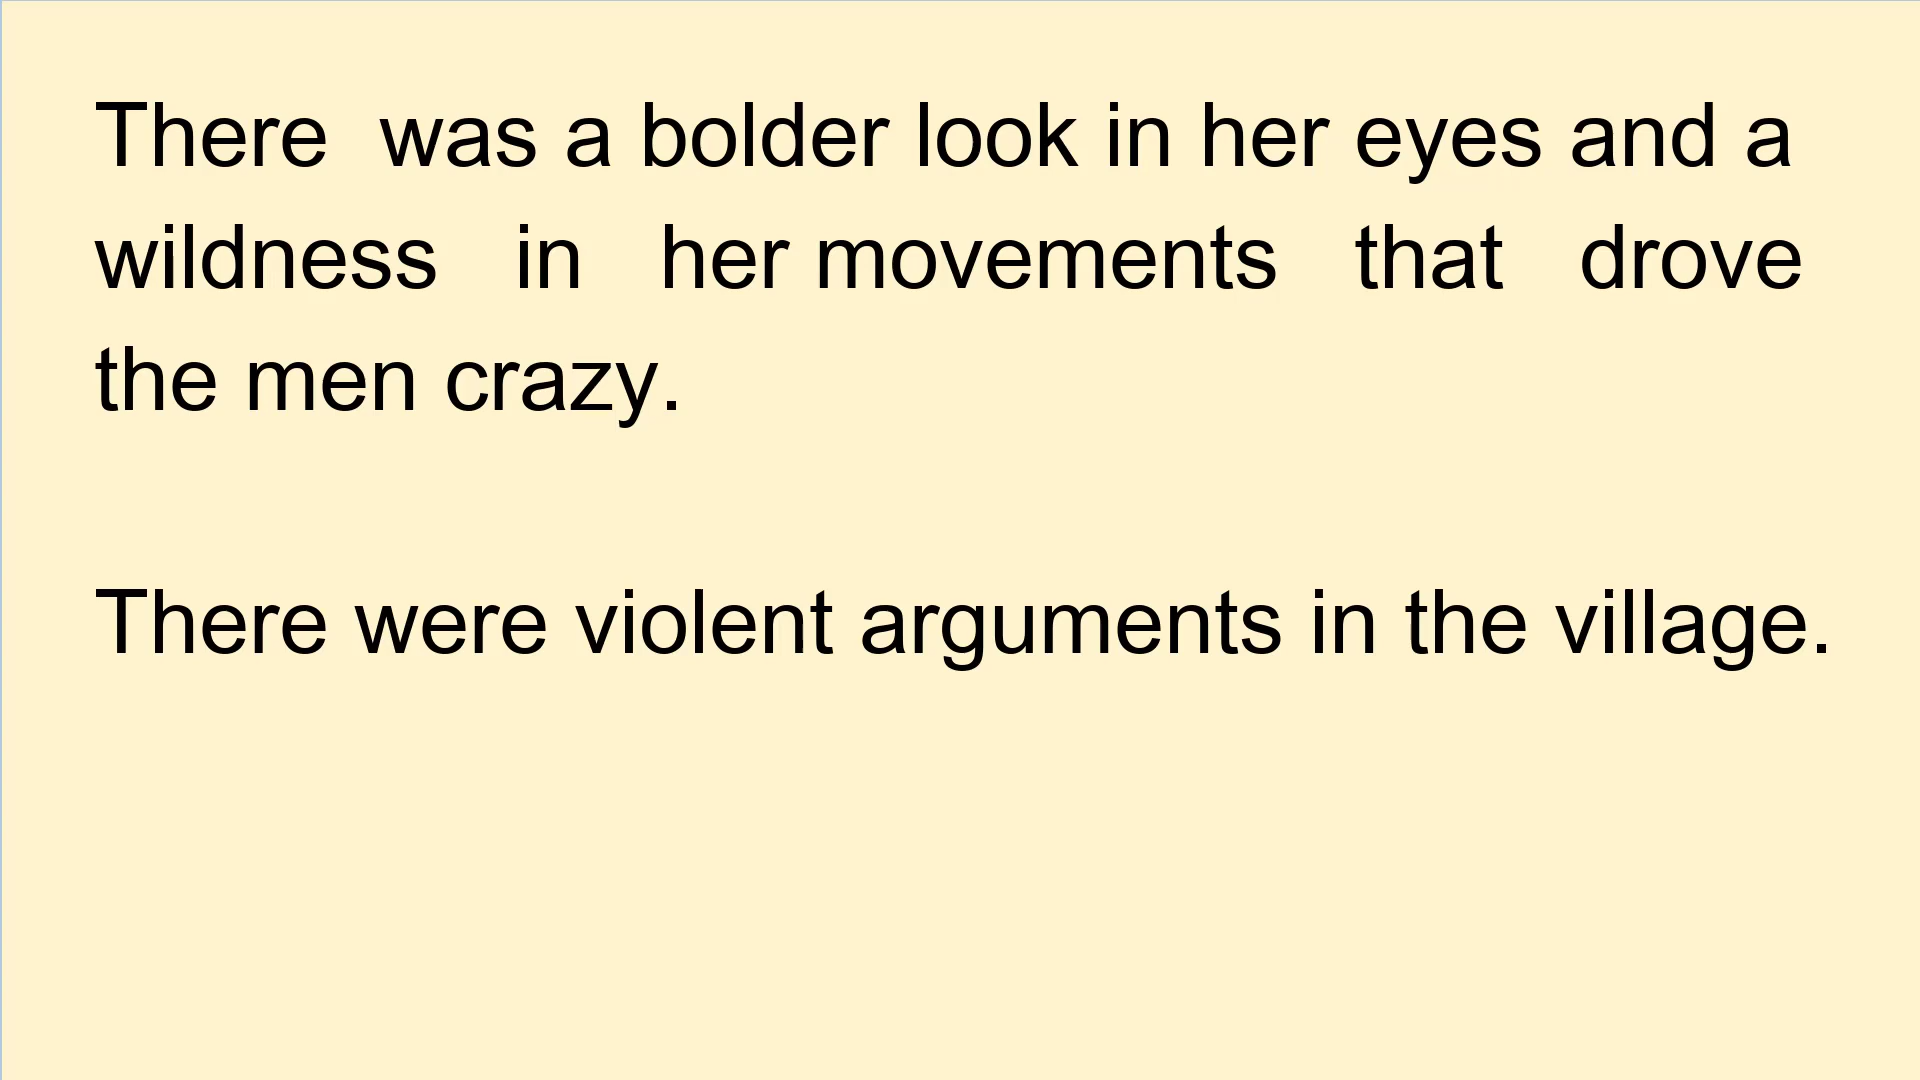 There was a bolder look in her eyes and a
wildness in her movements that drove
the men crazy.
There were violent arguments in the village.